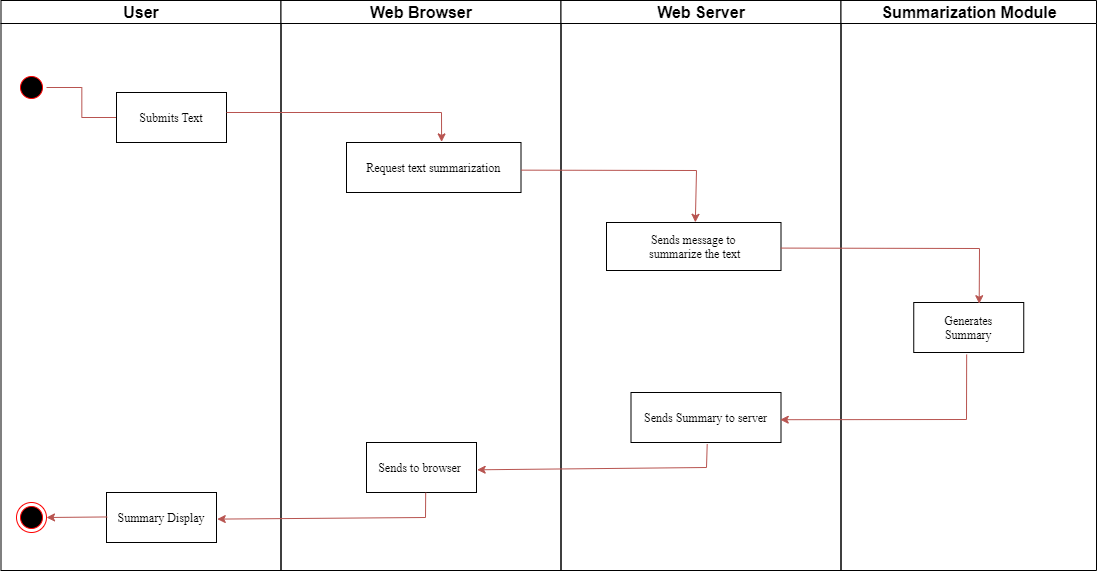 User
Web Browser
Web Server
Summarization Module
Submits Text
Request text summarization
Sends message to
summarize the text
Generates
Summary
Sends Summary to server
Sends to browser
Summary Display